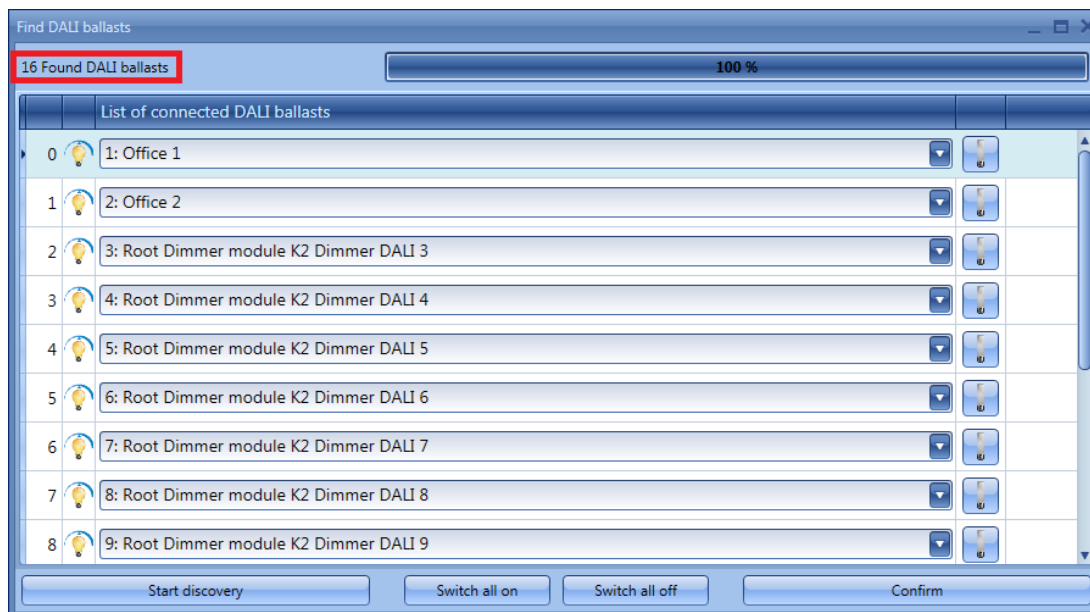 Find DALI ballasts
16 Found DALI ballasts
100 %
List of connected DALI ballasts
0 1: Office 1
1 2: Office 2
2 3: Root Dimmer module K2 Dimmer DALI 3
3 4: Root Dimmer module K2 Dimmer DALI 4
4 5: Root Dimmer module K2 Dimmer DALI 5
5 6: Root Dimmer module K2 Dimmer DALI 6
6 7: Root Dimmer module K2 Dimmer DALI 7
7 8: Root Dimmer module K2 Dimmer DALI 8
8 9: Root Dimmer module K2 Dimmer DALI 9
Start discovery Switch all on Switch all off Confirm